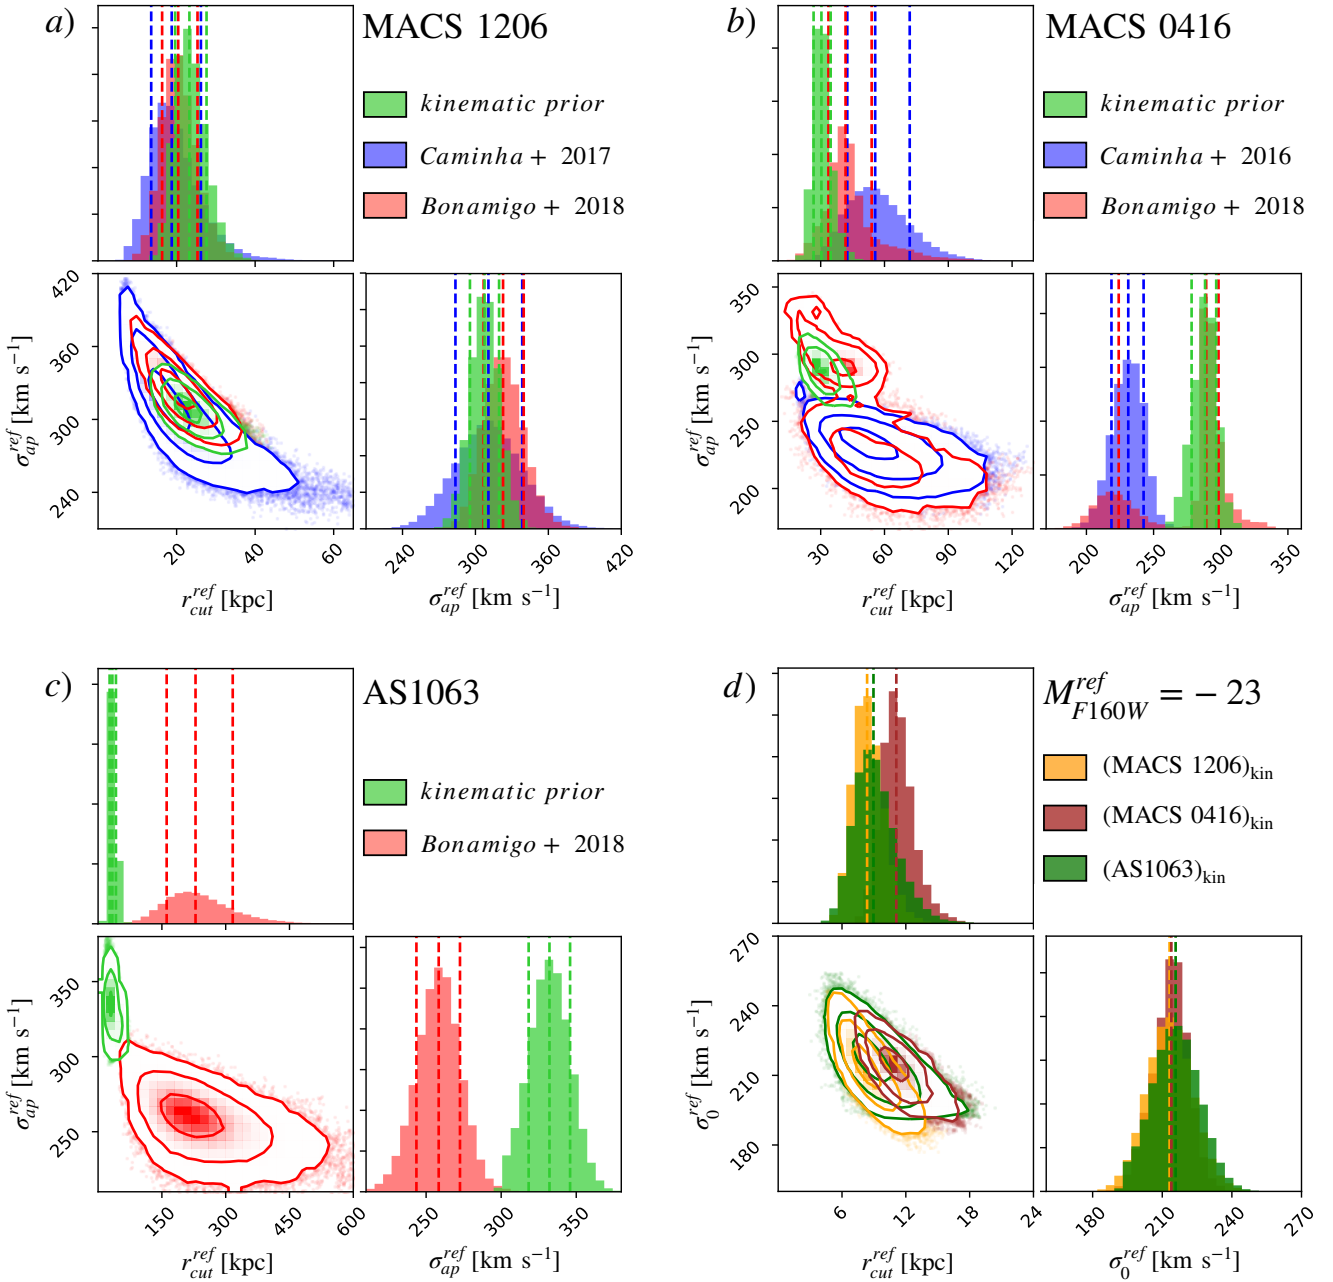 a)
MACS 1206
kinematic prior
Caminha + 2017
Bonamigo + 2018
420
360
300
240
σ_ap^ref [km s⁻¹]
20
40
60
r_cut^ref [kpc]
240
300
360
420
σ_ap^ref [km s⁻¹]
b)
MACS 0416
kinematic prior
Caminha + 2016
Bonamigo + 2018
350
300
250
200
σ_ap^ref [km s⁻¹]
30
60
90
120
r_cut^ref [kpc]
200
250
300
350
σ_ap^ref [km s⁻¹]
c)
AS1063
kinematic prior
Bonamigo + 2018
350
300
250
σ_ap^ref [km s⁻¹]
150
300
450
600
r_cut^ref [kpc]
250
300
350
σ_ap^ref [km s⁻¹]
d)
M_F160W^ref = − 23
(MACS 1206)_kin
(MACS 0416)_kin
(AS1063)_kin
270
240
210
180
σ_0^ref [km s⁻¹]
6
12
18
24
r_cut^ref [kpc]
180
210
240
270
σ_0^ref [km s⁻¹]